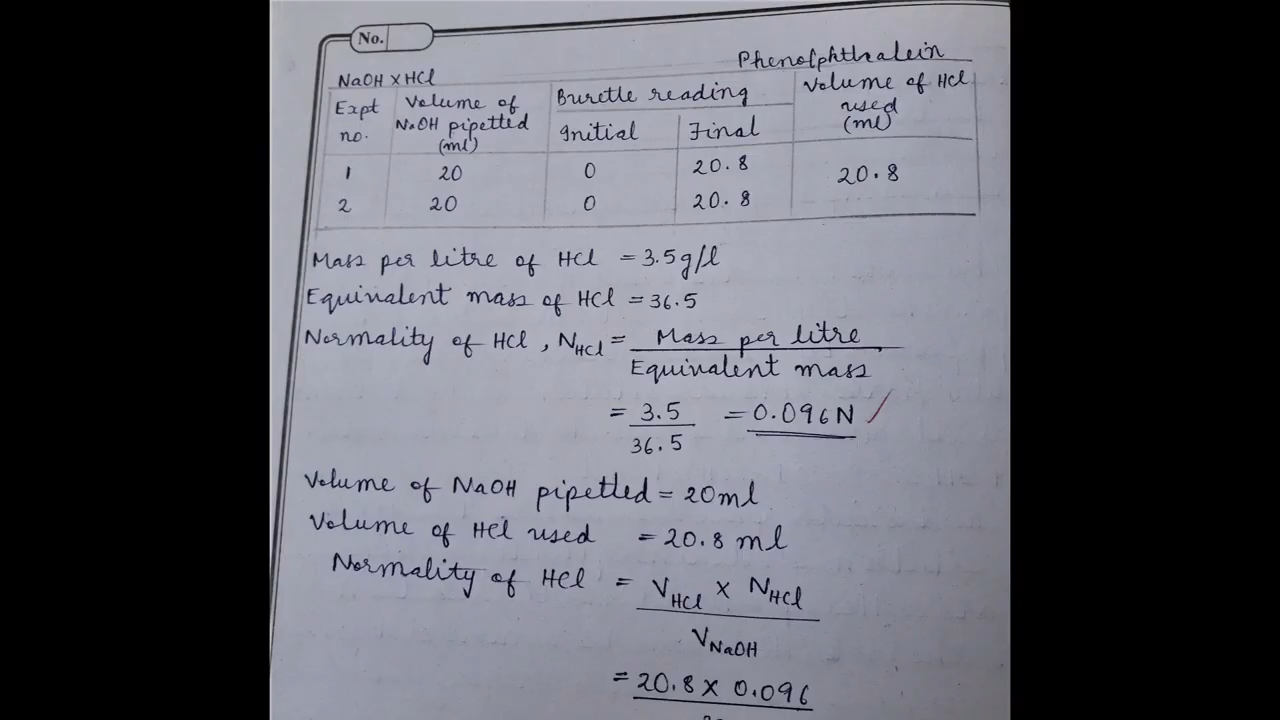 No.
Phenolphthalein
NaOH x HCl
Expt no. Volume of NaOH pipetted (ml) Burette reading Initial Final Volume of HCl used (ml)
1 20 0 20.8 20.8
2 20 0 20.8
Mass per litre of HCl = 3.5g/l
Equivalent mass of HCl = 36.5
Normality of HCl, NHCl = Mass per litre
Equivalent mass
= 3.5 = 0.096N
36.5
Volume of NaOH pipetted = 20ml
Volume of HCl used = 20.8 ml
Normality of HCl = VHCl x NHCl
VNaOH
= 20.8 x 0.096